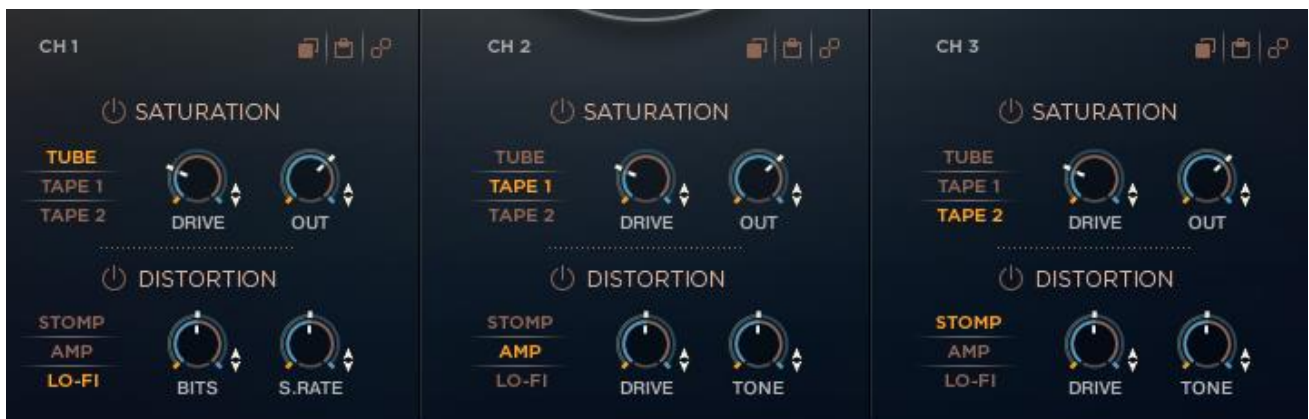 CH 1
SATURATION
TUBE
TAPE 1
TAPE 2
DRIVE OUT
DISTORTION
STOMP
AMP
LO-FI
BITS S.RATE
CH 2
SATURATION
TUBE
TAPE 1
TAPE 2
DRIVE OUT
DISTORTION
STOMP
AMP
LO-FI
DRIVE TONE
CH 3
SATURATION
TUBE
TAPE 1
TAPE 2
DRIVE OUT
DISTORTION
STOMP
AMP
LO-FI
DRIVE TONE